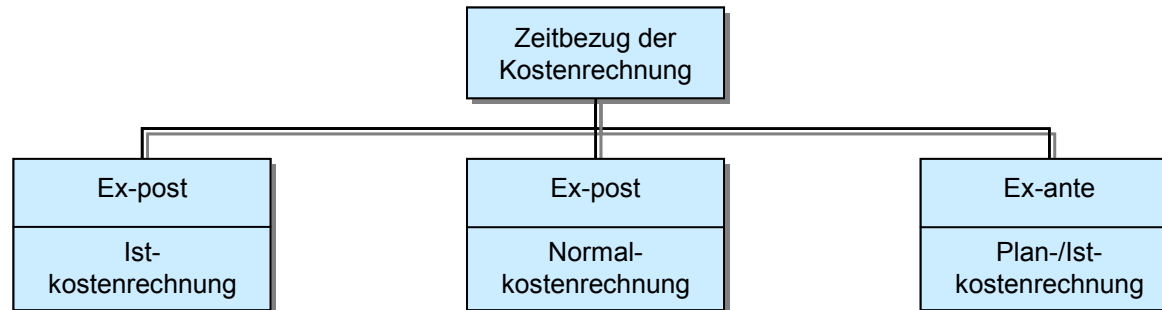 Zeitbezug der
Kostenrechnung
Ex-post
Ex-post
Ex-ante
Ist-
kostenrechnung
Normal-
kostenrechnung
Plan-/Ist-
kostenrechnung